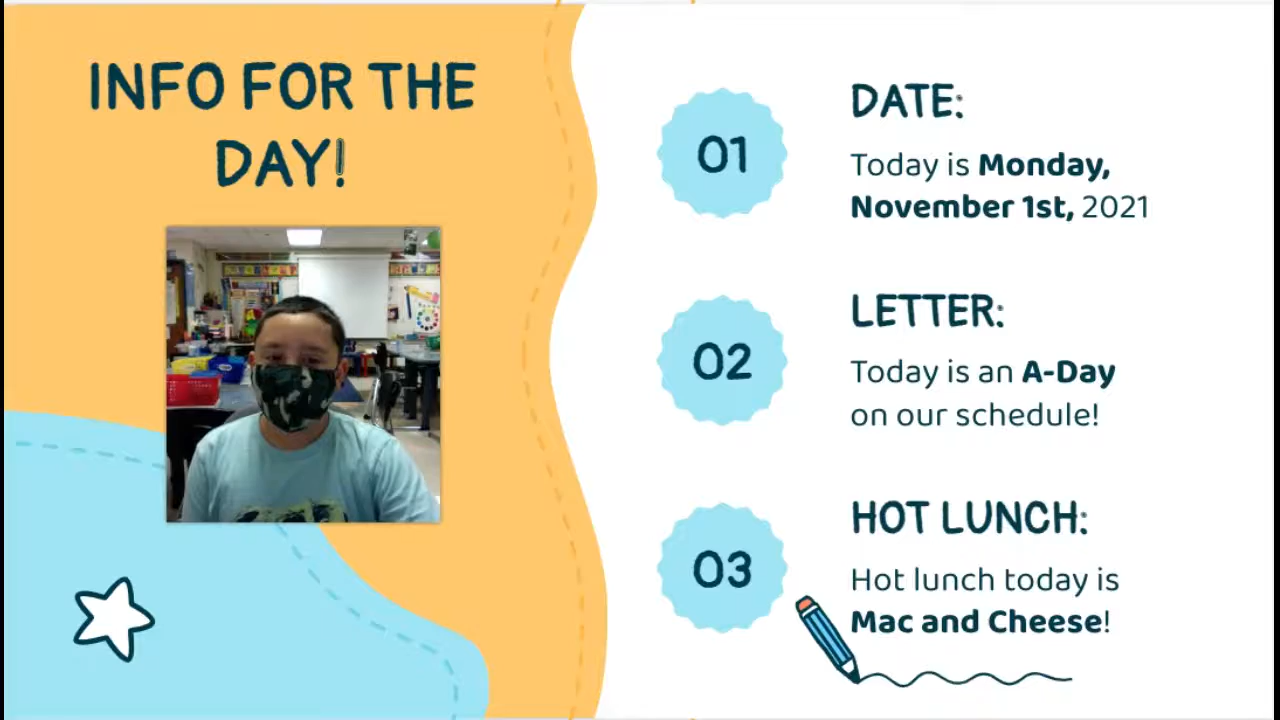 INFO FOR THE
DAY!
01
DATE:
Today is Monday,
November 1st, 2021
02
LETTER:
Today is an A-Day
on our schedule!
03
HOT LUNCH:
Hot lunch today is
Mac and Cheese!